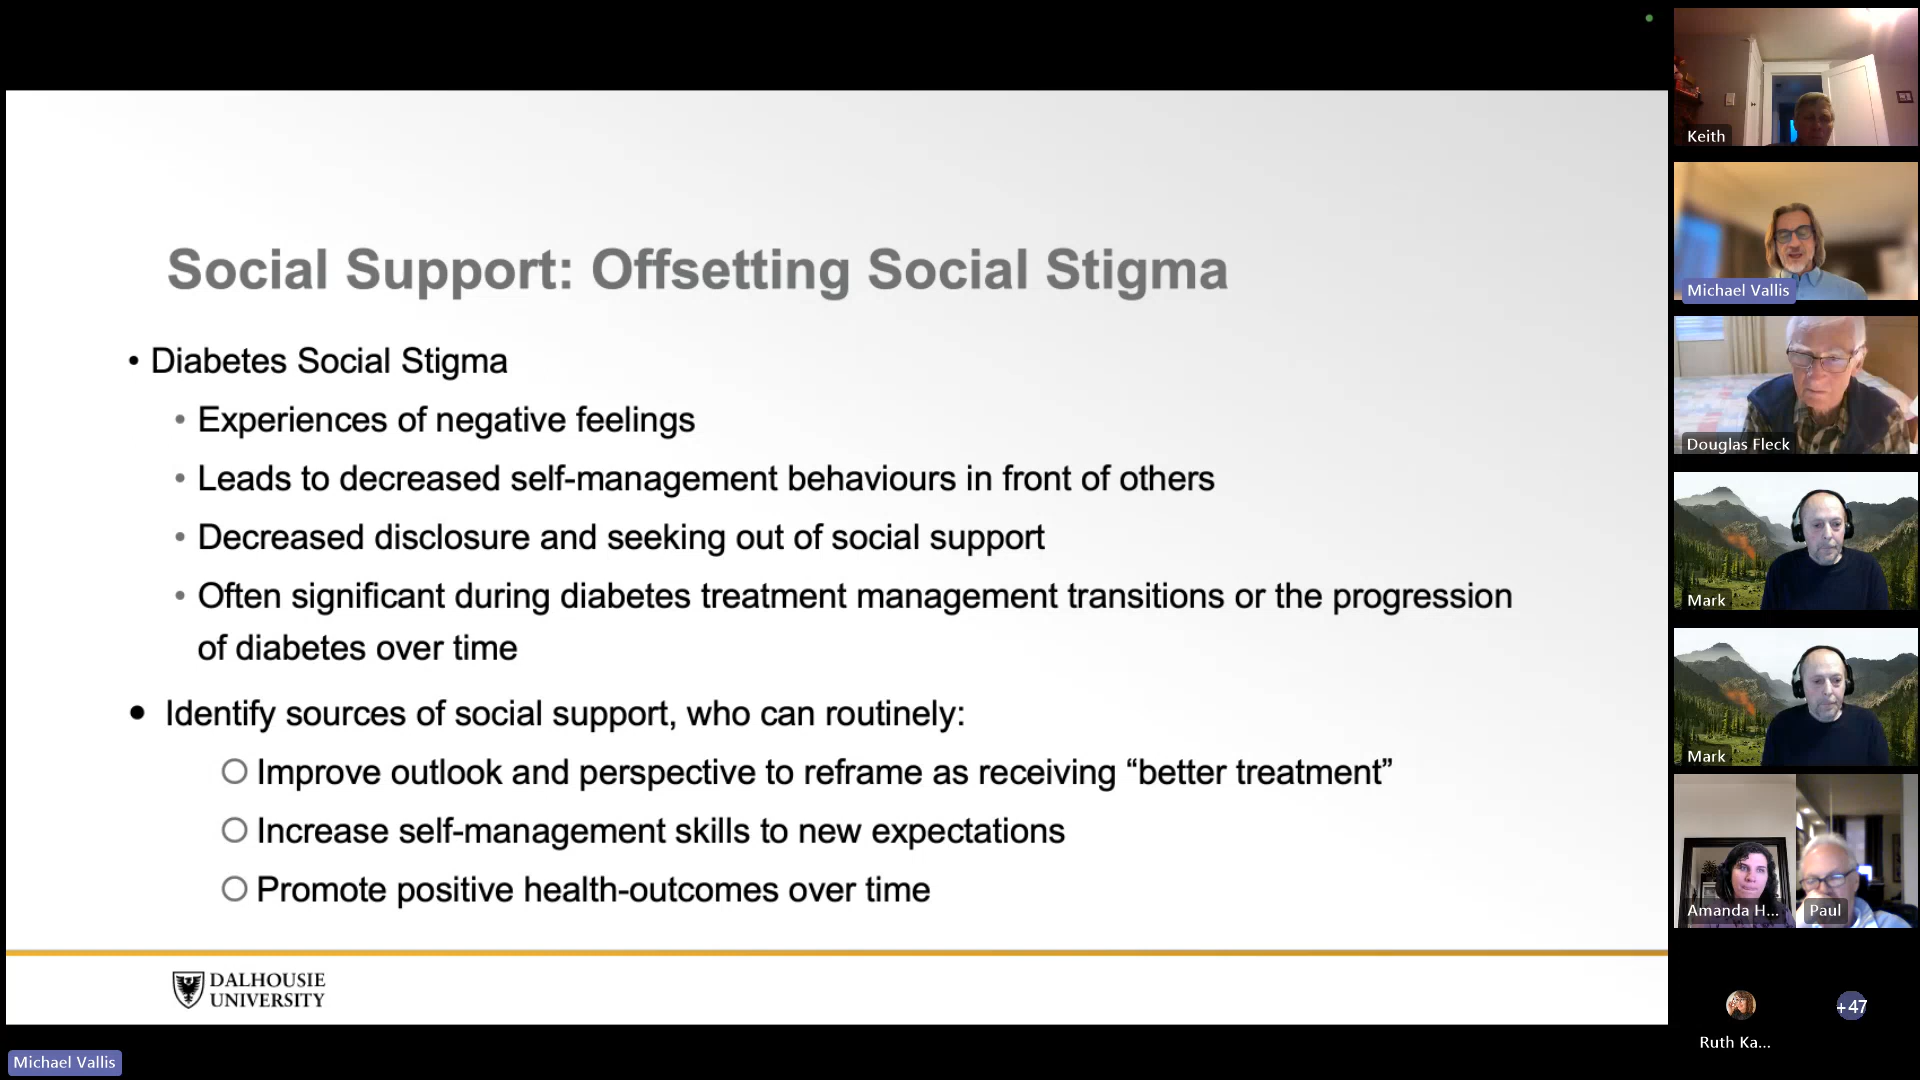 Social Support: Offsetting Social Stigma
• Diabetes Social Stigma
• Experiences of negative feelings
• Leads to decreased self-management behaviours in front of others
• Decreased disclosure and seeking out of social support
• Often significant during diabetes treatment management transitions or the progression
of diabetes over time
• Identify sources of social support, who can routinely:
○ Improve outlook and perspective to reframe as receiving “better treatment”
○ Increase self-management skills to new expectations
○ Promote positive health-outcomes over time
DALHOUSIE
UNIVERSITY
Michael Vallis
Keith
Michael Vallis
Douglas Fleck
Mark
Mark
Amanda H...
Paul
Ruth Ka...
+47